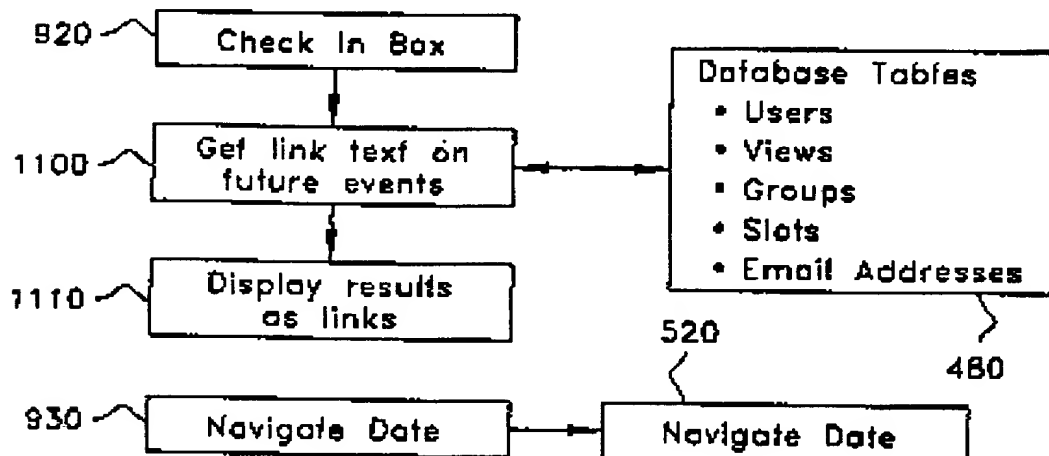 920
Check In Box
1100
Get link text on
future events
1110
Display results
as links
Database Tables
• Users
• Views
• Groups
• Slots
• Email Addresses
480
930
Navigate Date
520
Navigate Date